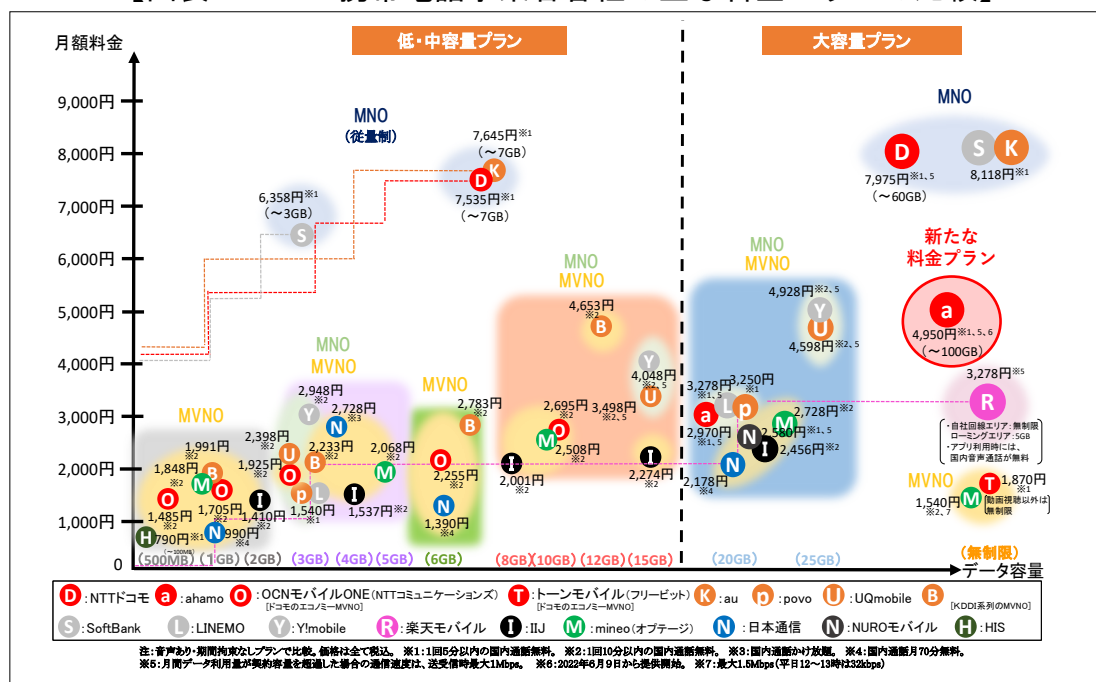 月額料金
低・中容量プラン
大容量プラン
9,000円
8,000円
7,000円
6,000円
5,000円
4,000円
3,000円
2,000円
1,000円
0
MNO
(従量制)
7,645円※1
(～7GB)
K
D
7,535円※1
(～7GB)
6,358円※1
(～3GB)
S
MNO
D
7,975円※1、5
(～60GB)
S
K
8,118円※1
新たな
料金プラン
a
4,950円※1、5、6
(～100GB)
3,278円※5
R
・自社回線エリア:無制限
ローミングエリア:5GB
・アプリ利用時には、
国内音声通話が無料
MVNO
1,870円
※1
T
M
1,540円
※2、7
動画視聴以外は
無制限
MVNO
1,991円
※2
B
1,848円
※2
M
O
O
1,485円
※2
1,705円
※2
I
1,410円
※2
H
790円※1
(～100MB)
N
990円
※4
MNO
MVNO
2,948円
※2
Y
2,728円
※3
N
2,398円
※2
U
2,233円
※2
B
1,925円
※2
O
2,068円
※2
M
p
L
1,540円
※1
I
1,537円※2
MVNO
2,783円
※2
B
O
2,255円
※2
N
1,390円
※4
MNO
MVNO
4,653円
※2
B
Y
4,048円
※2、5
3,498円
※2、5
U
2,695円
※2
O
M
2,508円
※2
I
2,001円
※2
I
2,274円
※2
MNO
MVNO
4,928円※2、5
Y
U
4,598円※2、5
3,278円
※1、5
3,250円
※1
a
L
p
2,970円
※1、5
N
2,580円
※1、5
M
2,728円※2
I
2,456円※2
N
2,178円
※4
(500MB)
(1GB)
(2GB)
(3GB)
(4GB)
(5GB)
(6GB)
(8GB)
(10GB)
(12GB)
(15GB)
(20GB)
(25GB)
(無制限)
データ容量
D:NTTドコモ
a:ahamo
O:OCNモバイルONE(NTTコミュニケーションズ)
[ドコモのエコノミーMVNO]
T:トーンモバイル(フリービット)
[ドコモのエコノミーMVNO]
K:au
p:povo
U:UQmobile
B:
[KDDI系列のMVNO]
S:SoftBank
L:LINEMO
Y:Y!mobile
R:楽天モバイル
I:IIJ
M:mineo(オプテージ)
N:日本通信
N:NUROモバイル
H:HIS
注:音声あり・期間拘束なしプランで比較。価格は全て税込。 ※1:1回5分以内の国内通話無料。 ※2:1回10分以内の国内通話無料。 ※3:国内通話かけ放題。 ※4:国内通話月70分無料。
※5:月間データ利用量が契約容量を超過した場合の通信速度は、送受信時最大1Mbps。 ※6:2022年6月9日から提供開始。 ※7:最大1.5Mbps(平日12～13時は32kbps)